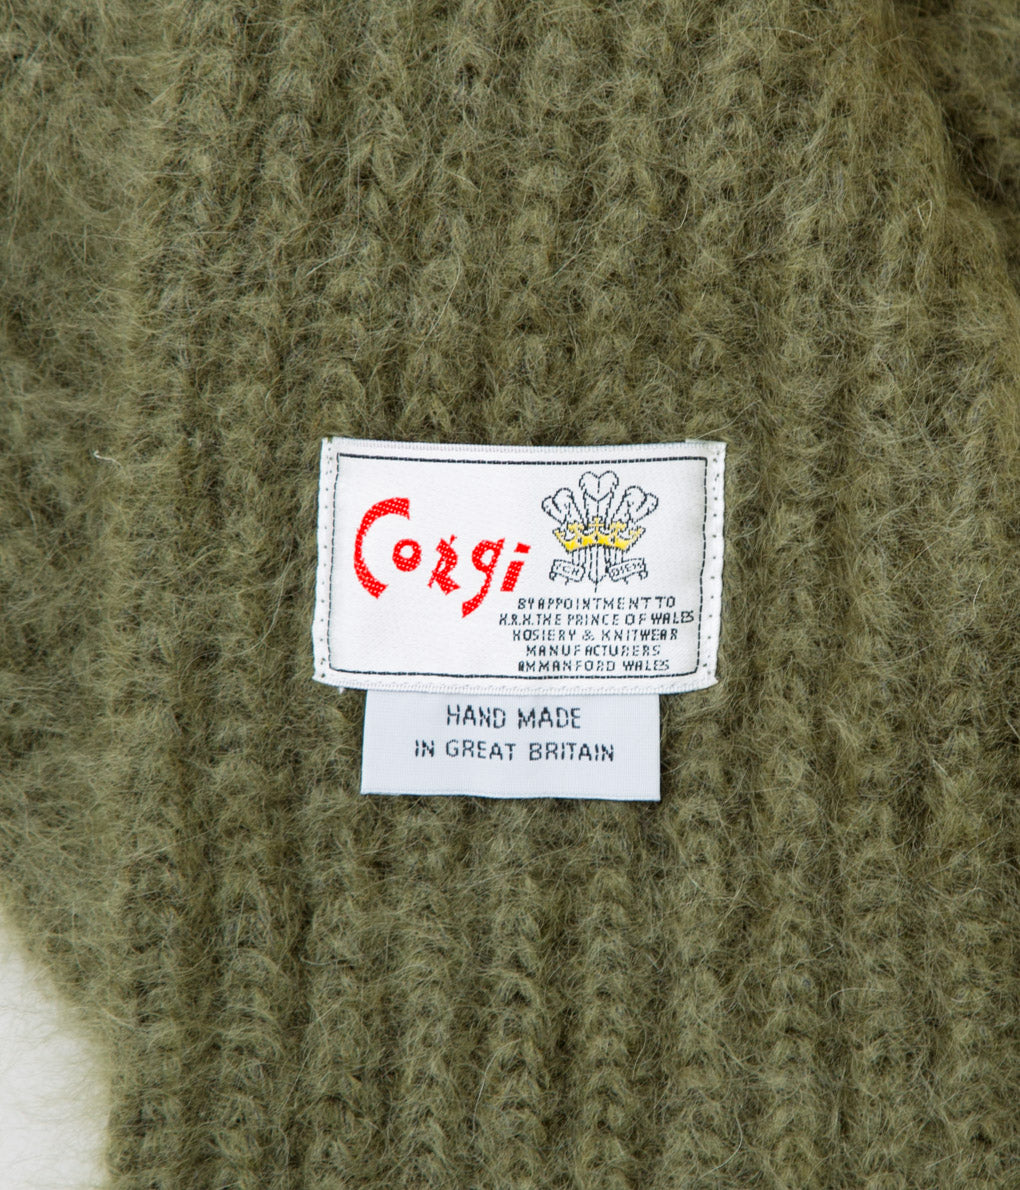 Corgi
ICH DIEN
BY APPOINTMENT TO
H.R.H. THE PRINCE OF WALES
HOSIERY & KNITWEAR
MANUFACTURERS
AMMANFORD WALES
HAND MADE
IN GREAT BRITAIN